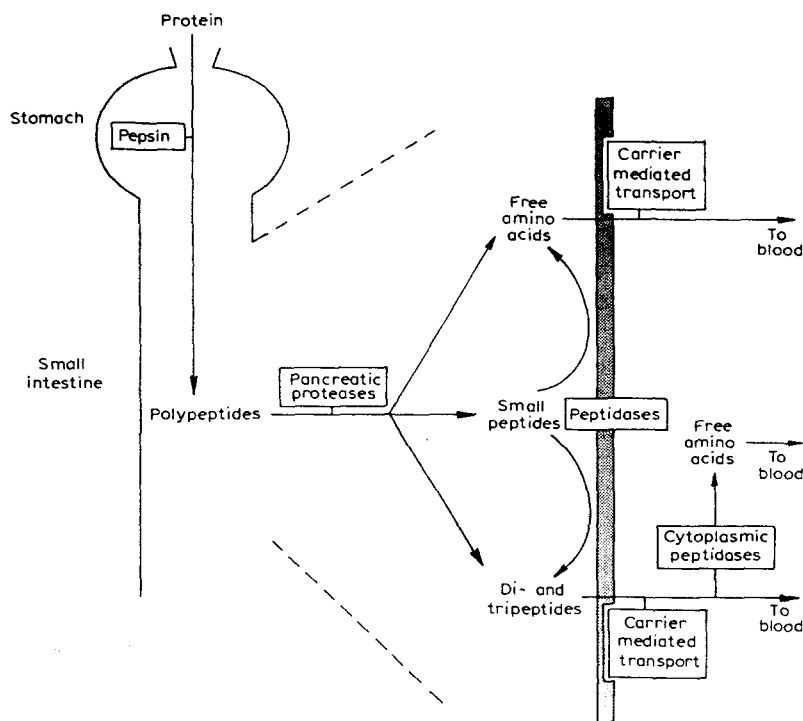 Protein
Stomach
Pepsin
Carrier
mediated
transport
Free
amino
acids
To
blood
Small
intestine
Pancreatic
proteases
Polypeptides
Small
peptides
Peptidases
Free
amino
acids
To
blood
Cytoplasmic
peptidases
Di- and
tripeptides
To
blood
Carrier
mediated
transport